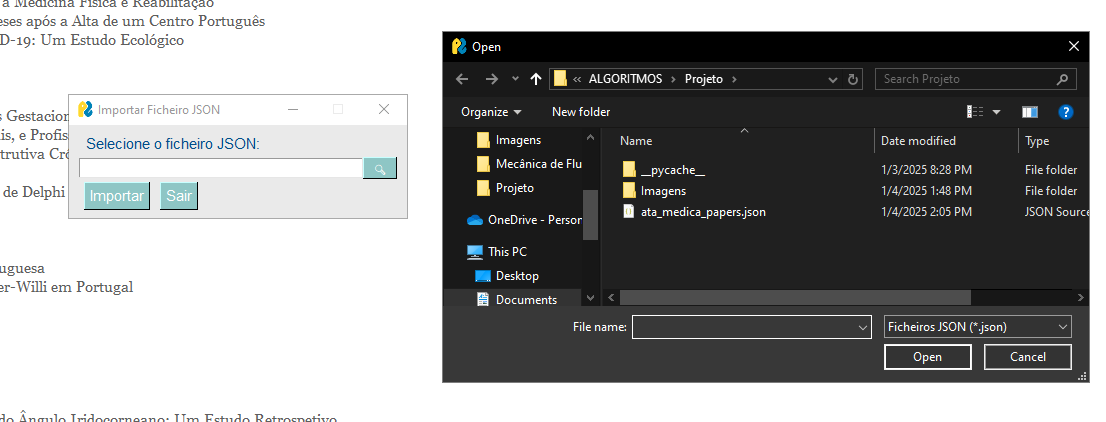 a Medicina Física e Reabilitação
eses após a Alta de um Centro Português
D-19: Um Estudo Ecológico
s Gestacion
is, e Profis
trutiva Cró
de Delphi
uguesa
er-Willi em Portugal
do Ângulo Iridocorneano: Um Estudo Retrospetivo
Importar Ficheiro JSON
Selecione o ficheiro JSON:
Importar Sair
Open
« ALGORITMOS › Projeto ›
Search Projeto
Organize New folder
Imagens
Mecânica de Flu
Projeto
OneDrive - Person
This PC
Desktop
Documents
Name Date modified Type
__pycache__ 1/3/2025 8:28 PM File folder
Imagens 1/4/2025 1:48 PM File folder
ata_medica_papers.json 1/4/2025 2:05 PM JSON Source
File name: Ficheiros JSON (*.json)
Open Cancel